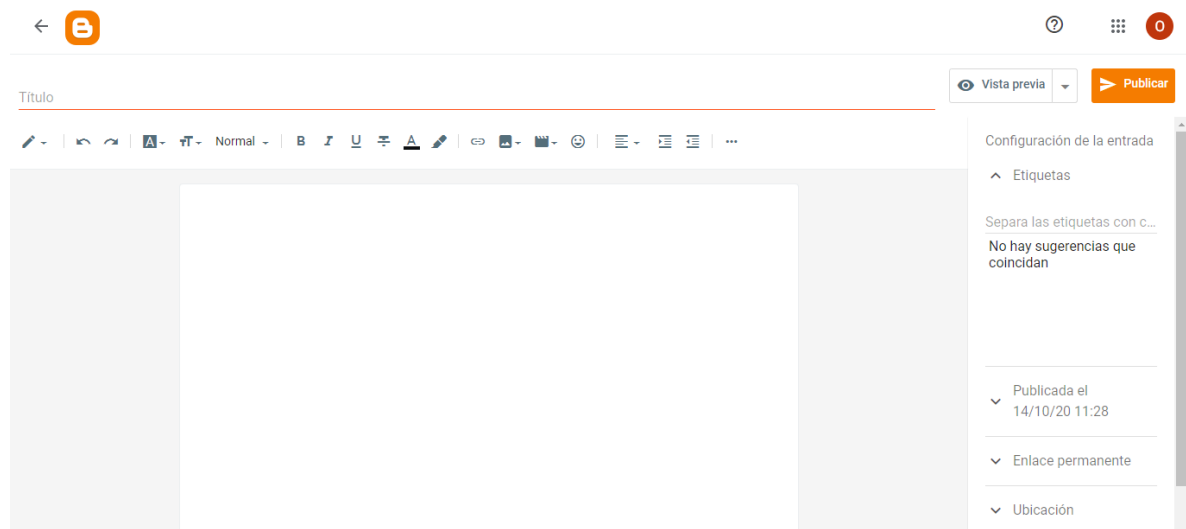 O
Título
Vista previa
Publicar
Normal
B I U A
Configuración de la entrada
Etiquetas
Separa las etiquetas con c...
No hay sugerencias que
coincidan
Publicada el
14/10/20 11:28
Enlace permanente
Ubicación